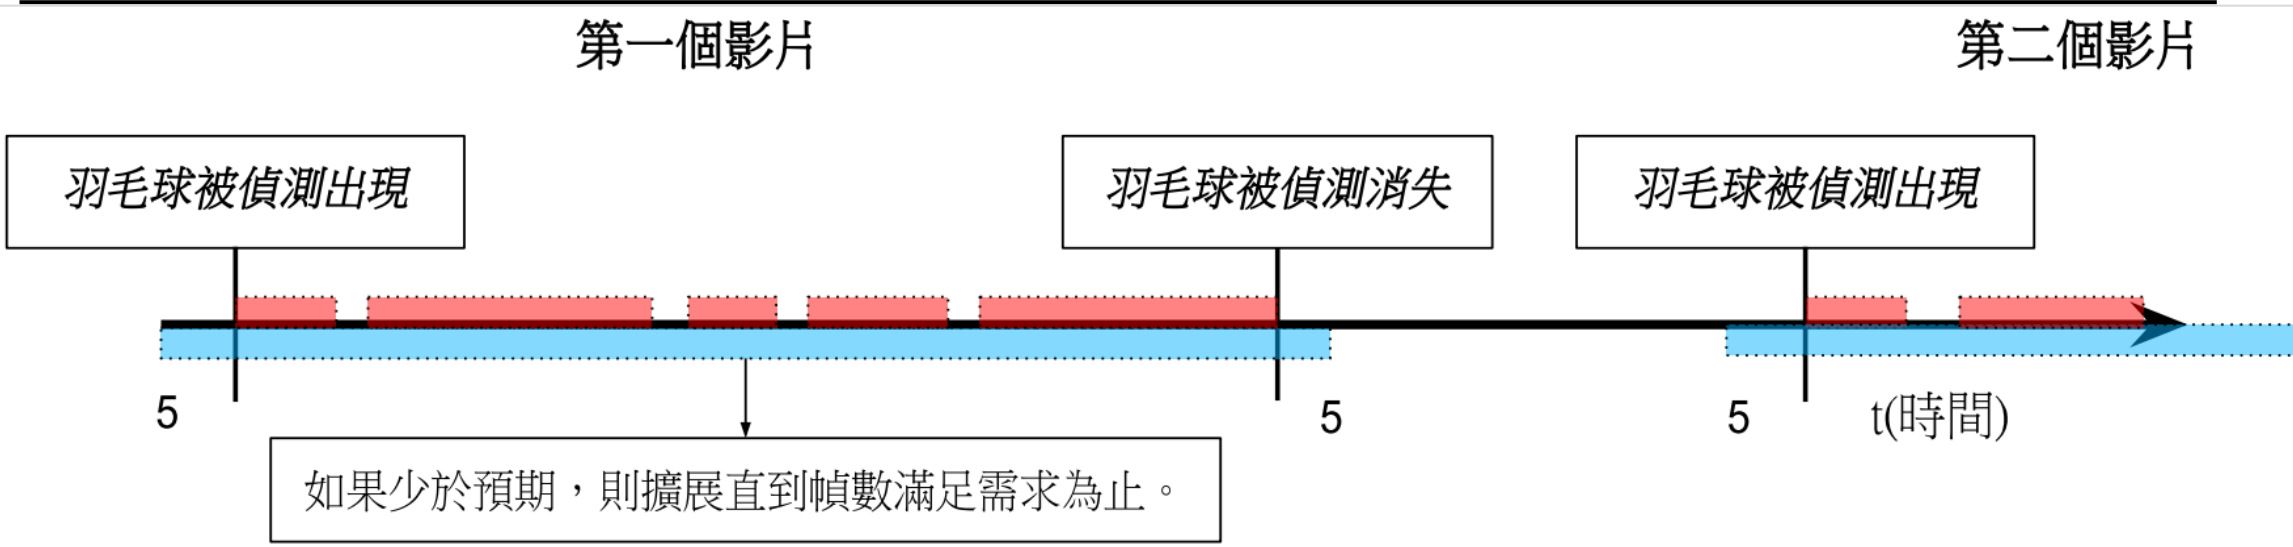 第一個影片
第二個影片
羽毛球被偵測出現
羽毛球被偵測消失
羽毛球被偵測出現
5
5
5
t(時間)
如果少於預期，則擴展直到幀數滿足需求為止。